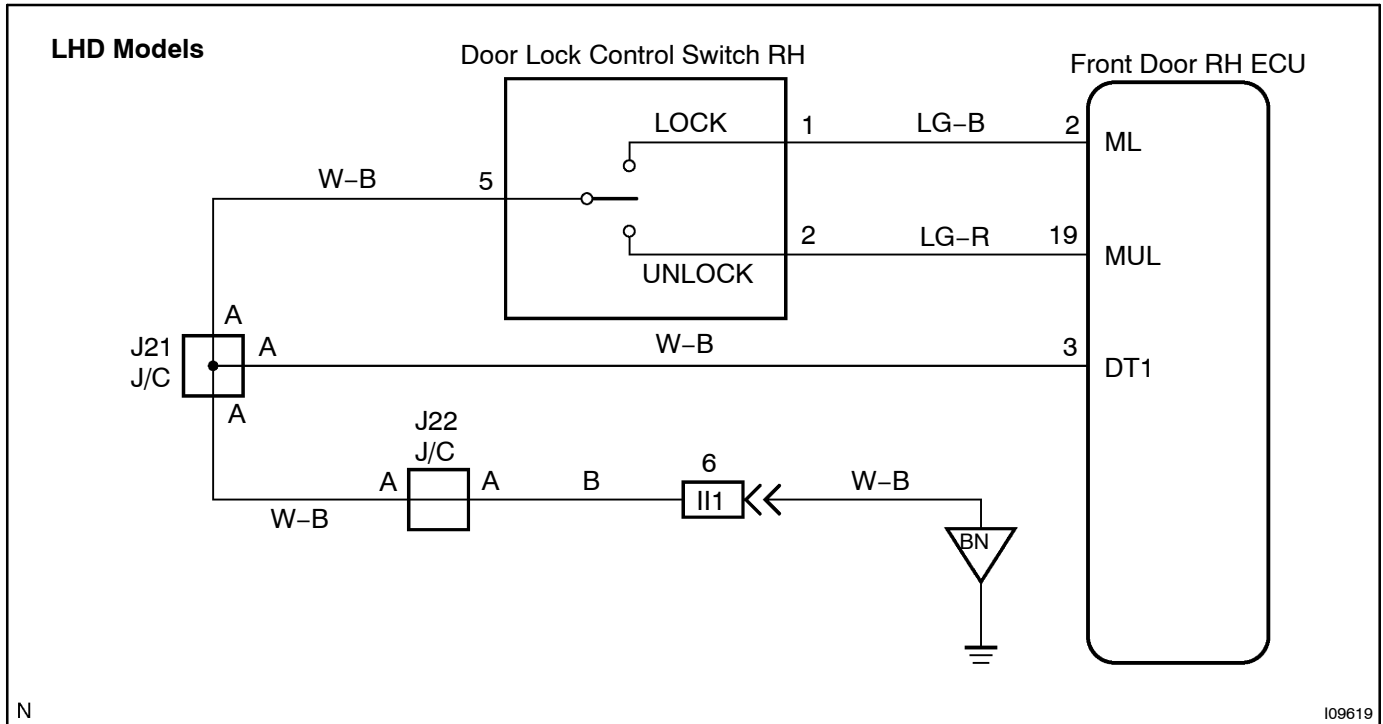 LHD Models
Door Lock Control Switch RH
Front Door RH ECU
LOCK
1
LG−B
2
ML
W−B
5
2
LG−R
19
MUL
UNLOCK
A
J21
J/C
A
W−B
3
DT1
A
J22
J/C
A
A
B
6
II1
W−B
W−B
BN
N
I09619